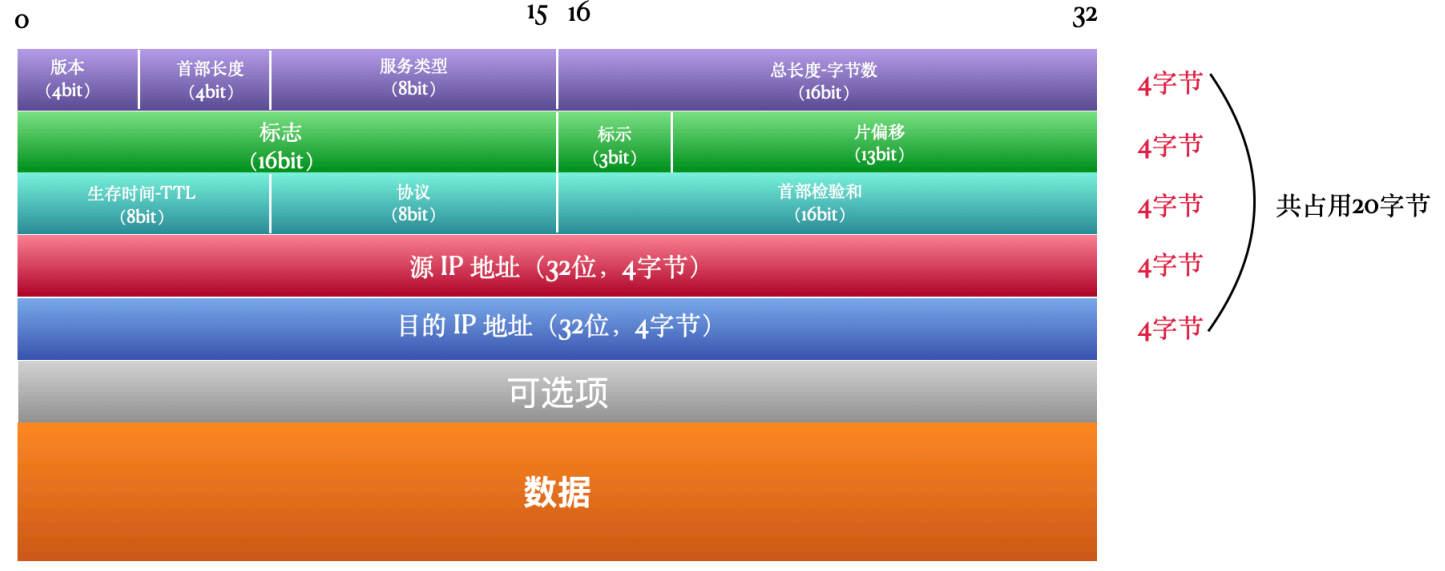 0 15 16 32
版本 首部长度 服务类型 总长度-字节数 4字节
(4bit) (4bit) (8bit) (16bit)
标志 标示 片偏移 4字节
(16bit) (3bit) (13bit)
生存时间-TTL 协议 首部检验和 4字节 共占用20字节
(8bit) (8bit) (16bit)
源 IP 地址（32位，4字节） 4字节
目的 IP 地址（32位，4字节） 4字节
可选项
数据